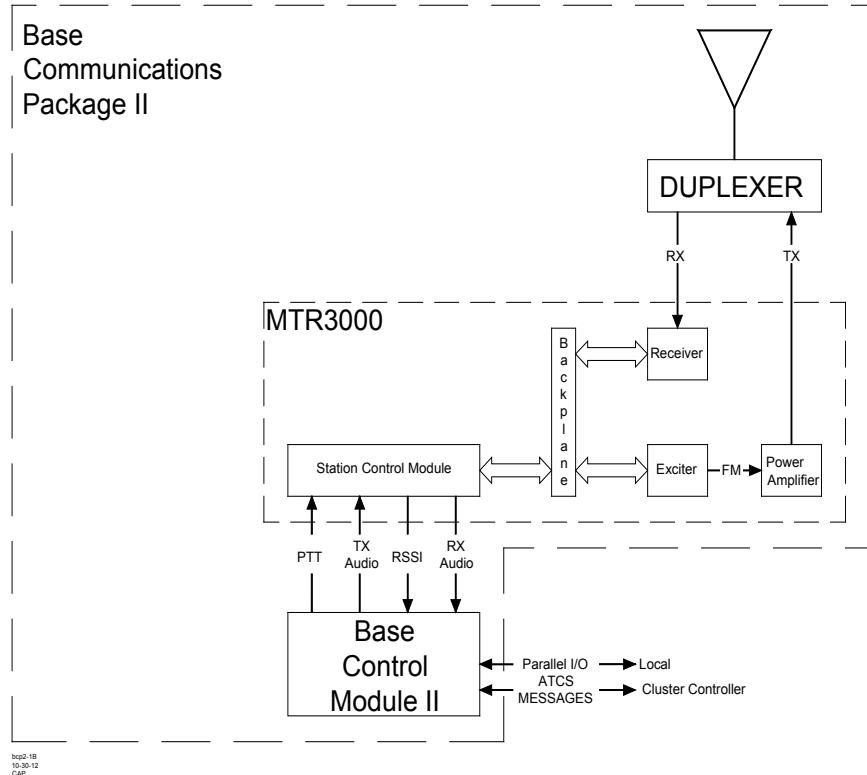 Base
Communications
Package II
DUPLEXER
RX
TX
MTR3000
B
a
c
k
p
l
a
n
e
Receiver
Station Control Module
Exciter
FM
Power
Amplifier
PTT
TX
Audio
RSSI
RX
Audio
Base
Control
Module II
Parallel I/O
Local
ATCS
MESSAGES
Cluster Controller
bcp2-1B
10-30-12
CAP